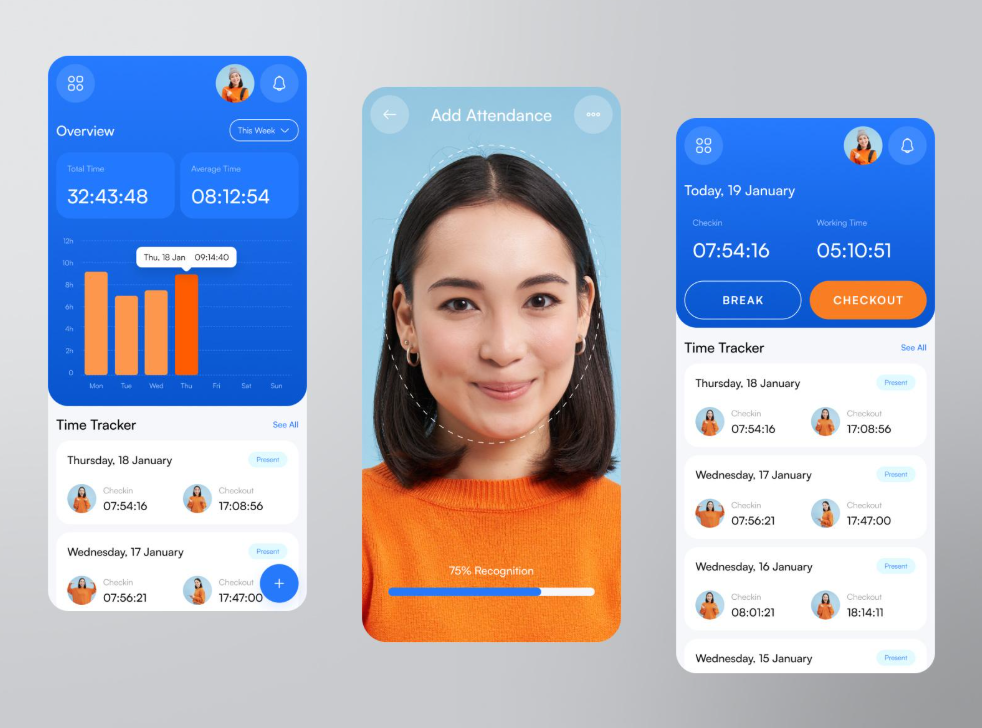 Overview
This Week
Total Time
Average Time
32:43:48
08:12:54
12h
10h
8h
6h
4h
2h
0
Thu, 18 Jan 09:14:40
Mon Tue Wed Thu Fri Sat Sun
Time Tracker
See All
Thursday, 18 January
Present
Checkin
07:54:16
Checkout
17:08:56
Wednesday, 17 January
Present
Checkin
07:56:21
Checkout
17:47:00
+
Add Attendance
75% Recognition
Today, 19 January
Checkin
07:54:16
Working Time
05:10:51
BREAK
CHECKOUT
Time Tracker
See All
Thursday, 18 January
Present
Checkin
07:54:16
Checkout
17:08:56
Wednesday, 17 January
Present
Checkin
07:56:21
Checkout
17:47:00
Wednesday, 16 January
Present
Checkin
08:01:21
Checkout
18:14:11
Wednesday, 15 January
Present